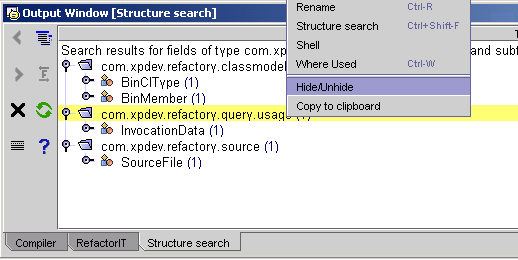 Output Window [Structure search]
Rename Ctrl-R
Structure search Ctrl+Shift-F
Shell
Where Used Ctrl-W
Hide/Unhide
Copy to clipboard
Search results for fields of type com.xp and subt
com.xpdev.refactory.classmodel
BinCIType (1)
BinMember (1)
com.xpdev.refactory.query.usage (1)
InvocationData (1)
com.xpdev.refactory.source (1)
SourceFile (1)
Compiler RefactorIT Structure search